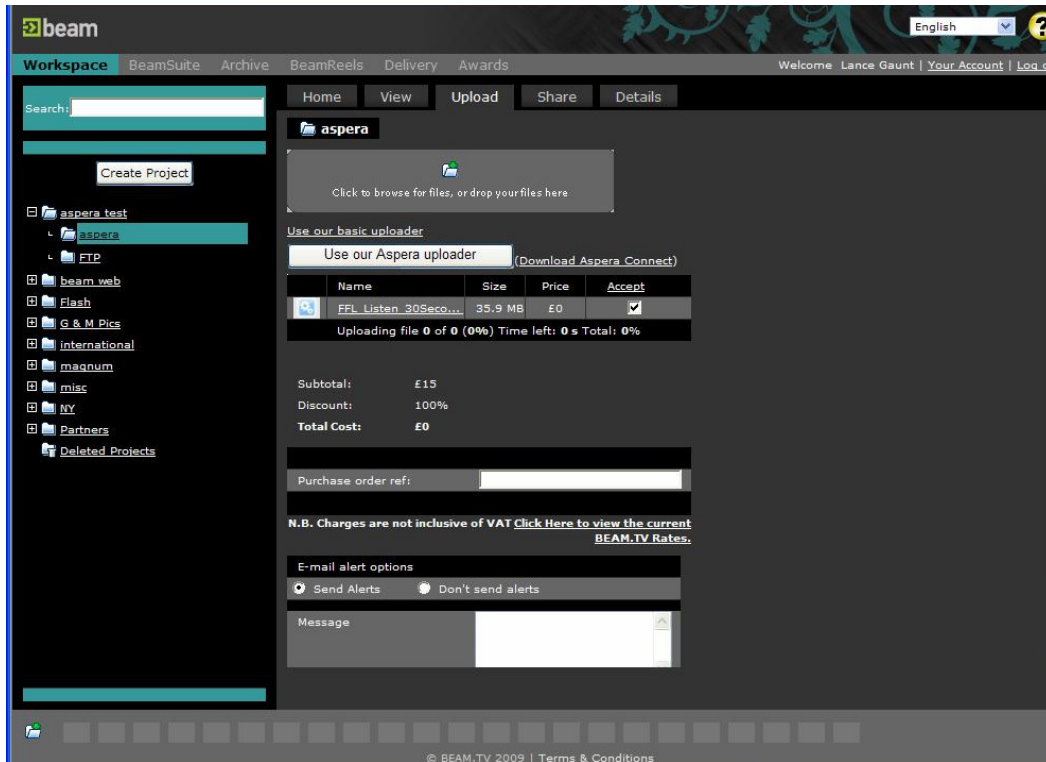 beam
English
?
Workspace BeamSuite Archive BeamReels Delivery Awards
Welcome Lance Gaunt | Your Account | Log
Search:
Home View Upload Share Details
aspera
Create Project
Click to browse for files, or drop your files here
aspera test
aspera
FTP
beam web
Flash
G & M Pics
international
magnum
misc
NY
Partners
Deleted Projects
Use our basic uploader
Use our Aspera uploader (Download Aspera Connect)
Name Size Price Accept
FFL_Listen_30Seco... 35.9 MB £0
Uploading file 0 of 0 (0%) Time left: 0 s Total: 0%
Subtotal: £15
Discount: 100%
Total Cost: £0
Purchase order ref:
N.B. Charges are not inclusive of VAT Click Here to view the current
BEAM.TV Rates.
E-mail alert options
Send Alerts Don't send alerts
Message
© BEAM.TV 2009 | Terms & Conditions